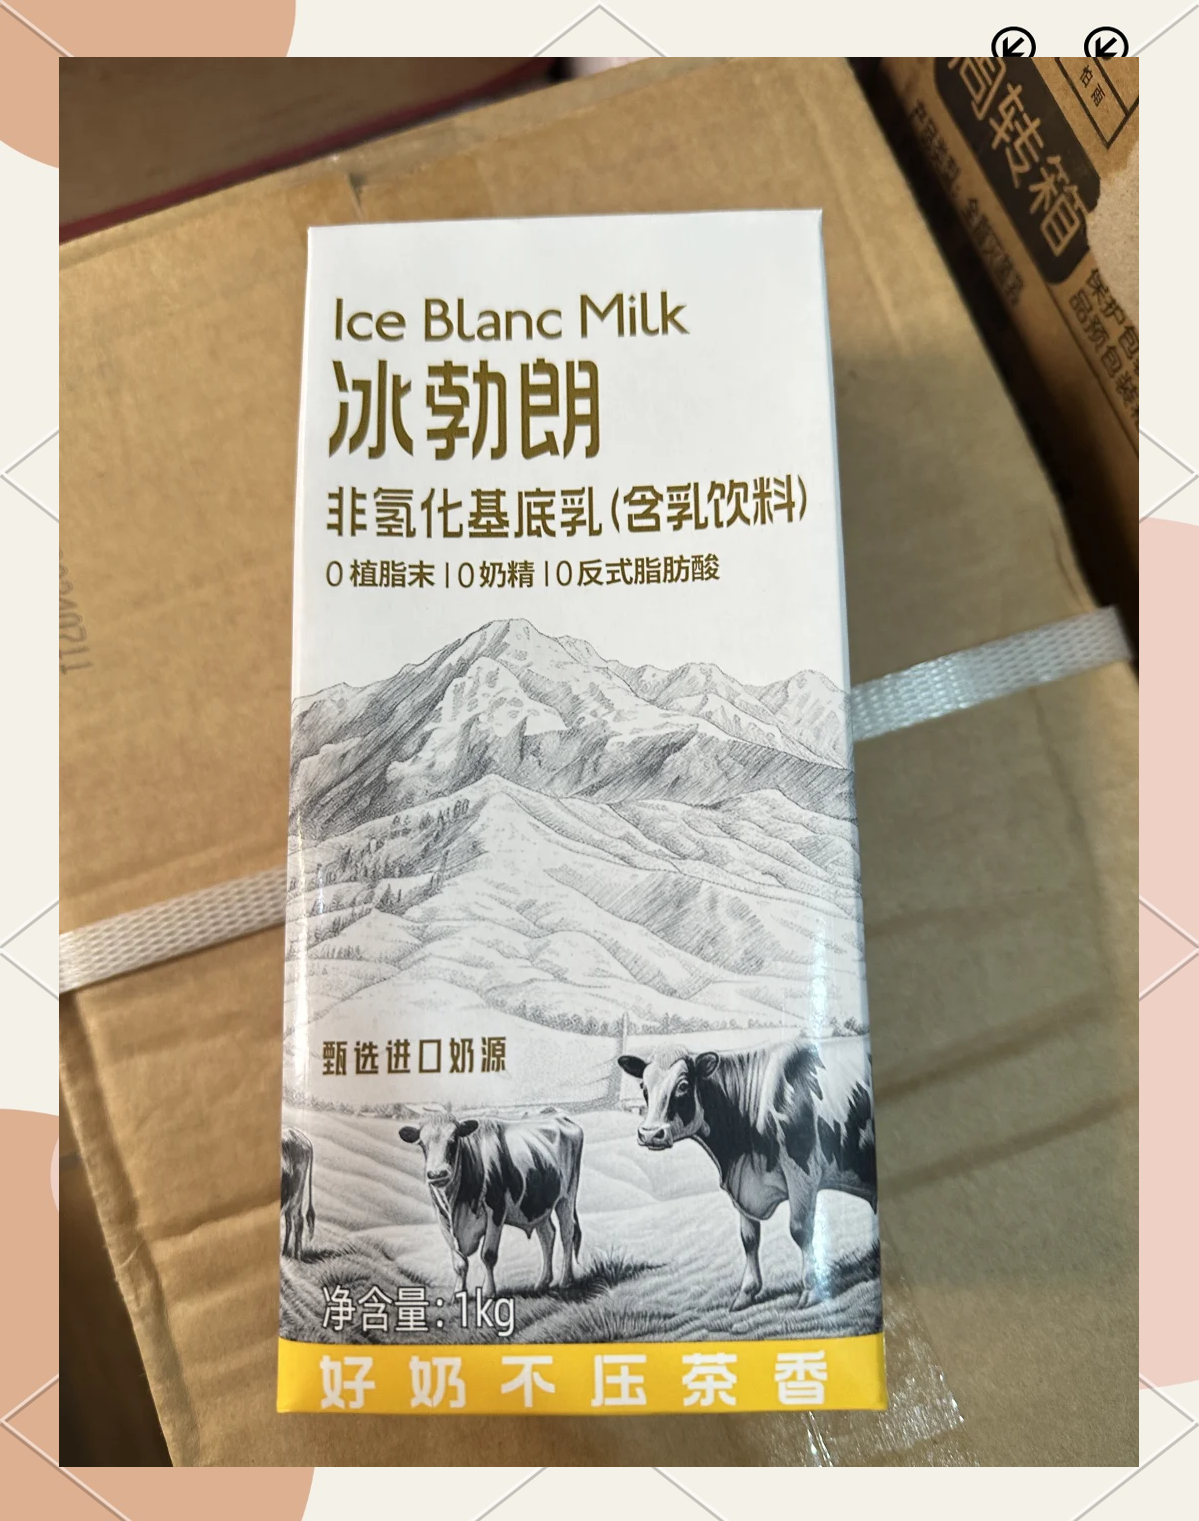 周转箱
Ice Blanc Milk
冰勃朗
非氢化基底乳(含乳饮料)
0植脂末|0奶精|0反式脂肪酸
甄选进口奶源
净含量:1kg
好奶不压茶香